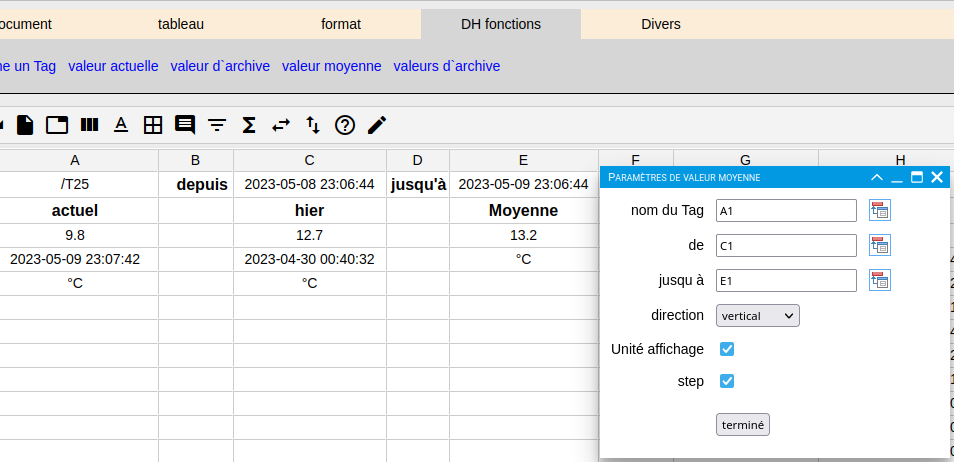 ocument tableau format DH fonctions Divers
ne un Tag valeur actuelle valeur d`archive valeur moyenne valeurs d`archive
A B C D E F G H
/T25 depuis 2023-05-08 23:06:44 jusqu'à 2023-05-09 23:06:44
actuel hier Moyenne
9.8 12.7 13.2
2023-05-09 23:07:42 2023-04-30 00:40:32 °C
°C °C
PARAMÈTRES DE VALEUR MOYENNE
nom du Tag A1
de C1
jusqu à E1
direction vertical
Unité affichage
step
terminé